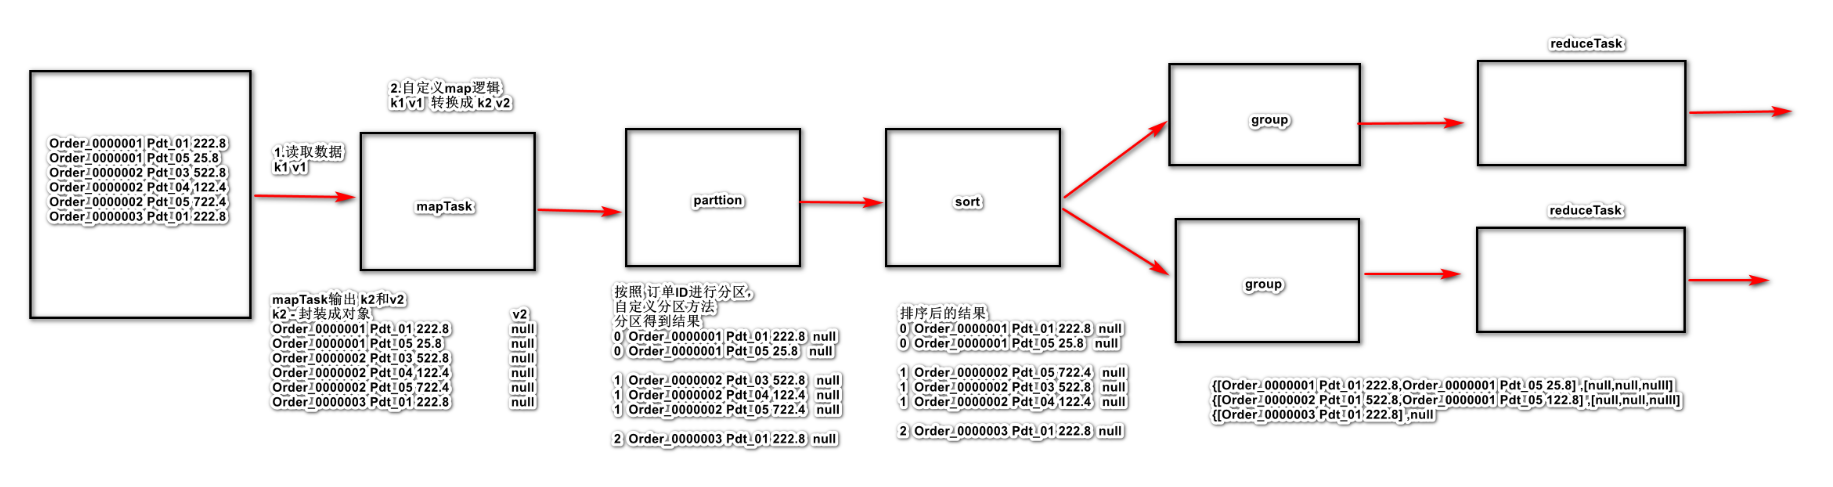 Order_0000001 Pdt_01 222.8
Order_0000001 Pdt_05 25.8
Order_0000002 Pdt_03 522.8
Order_0000002 Pdt_04 122.4
Order_0000002 Pdt_05 722.4
Order_0000003 Pdt_01 222.8
1.读取数据
k1 v1
2.自定义map逻辑
k1 v1 转换成 k2 v2
mapTask
mapTask输出 k2和v2
k2 - 封装成对象 v2
Order_0000001 Pdt_01 222.8 null
Order_0000001 Pdt_05 25.8 null
Order_0000002 Pdt_03 522.8 null
Order_0000002 Pdt_04 122.4 null
Order_0000002 Pdt_05 722.4 null
Order_0000003 Pdt_01 222.8 null
parttion
按照 订单ID进行分区,
自定义分区方法
分区得到结果
0 Order_0000001 Pdt_01 222.8 null
0 Order_0000001 Pdt_05 25.8 null
1 Order_0000002 Pdt_03 522.8 null
1 Order_0000002 Pdt_04 122.4 null
1 Order_0000002 Pdt_05 722.4 null
2 Order_0000003 Pdt_01 222.8 null
sort
排序后的结果
0 Order_0000001 Pdt_01 222.8 null
0 Order_0000001 Pdt_05 25.8 null
1 Order_0000002 Pdt_05 722.4 null
1 Order_0000002 Pdt_03 522.8 null
1 Order_0000002 Pdt_04 122.4 null
2 Order_0000003 Pdt_01 222.8 null
group
reduceTask
group
reduceTask
{[Order_0000001 Pdt_01 222.8,Order_0000001 Pdt_05 25.8] ,[null,null,nulll]
{[Order_0000002 Pdt_01 522.8,Order_0000001 Pdt_05 122.8] ,[null,null,nulll]
{[Order_0000003 Pdt_01 222.8] ,null